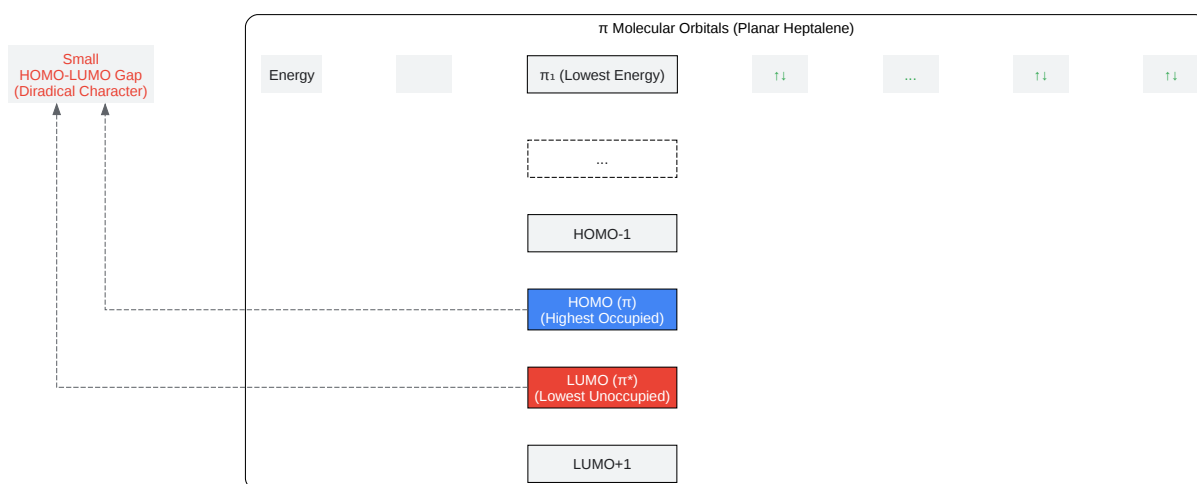 π Molecular Orbitals (Planar Heptalene)
Small
HOMO-LUMO Gap
(Diradical Character)
Energy
π₁ (Lowest Energy)
↑↓
...
↑↓
↑↓
...
HOMO-1
HOMO (π)
(Highest Occupied)
LUMO (π*)
(Lowest Unoccupied)
LUMO+1